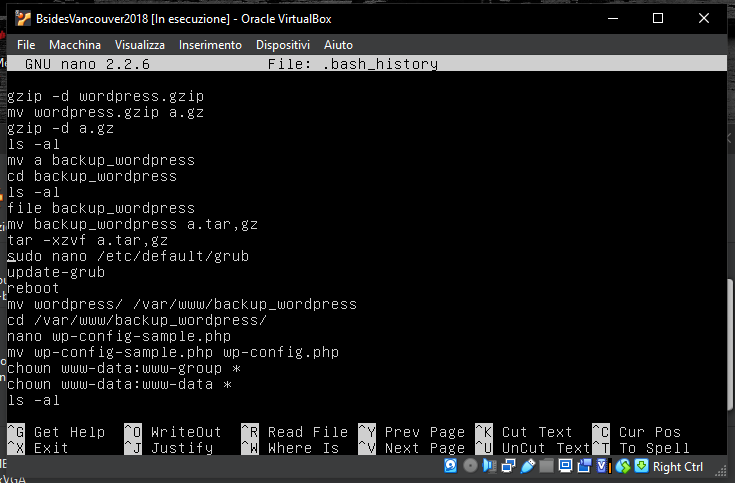 BsidesVancouver2018 [In esecuzione] - Oracle VirtualBox
File Macchina Visualizza Inserimento Dispositivi Aiuto
GNU nano 2.2.6 File: .bash_history
gzip -d wordpress.gzip
mv wordpress.gzip a.gz
gzip -d a.gz
ls -al
mv a backup_wordpress
cd backup_wordpress
ls -al
file backup_wordpress
mv backup_wordpress a.tar,gz
tar -xzvf a.tar,gz
sudo nano /etc/default/grub
update-grub
reboot
mv wordpress/ /var/www/backup_wordpress
cd /var/www/backup_wordpress/
nano wp-config-sample.php
mv wp-config-sample.php wp-config.php
chown www-data:www-group *
chown www-data:www-data *
ls -al
^G Get Help ^O WriteOut ^R Read File ^Y Prev Page ^K Cut Text ^C Cur Pos
^X Exit ^J Justify ^W Where Is ^V Next Page ^U UnCut Text ^T To Spell
Right Ctrl